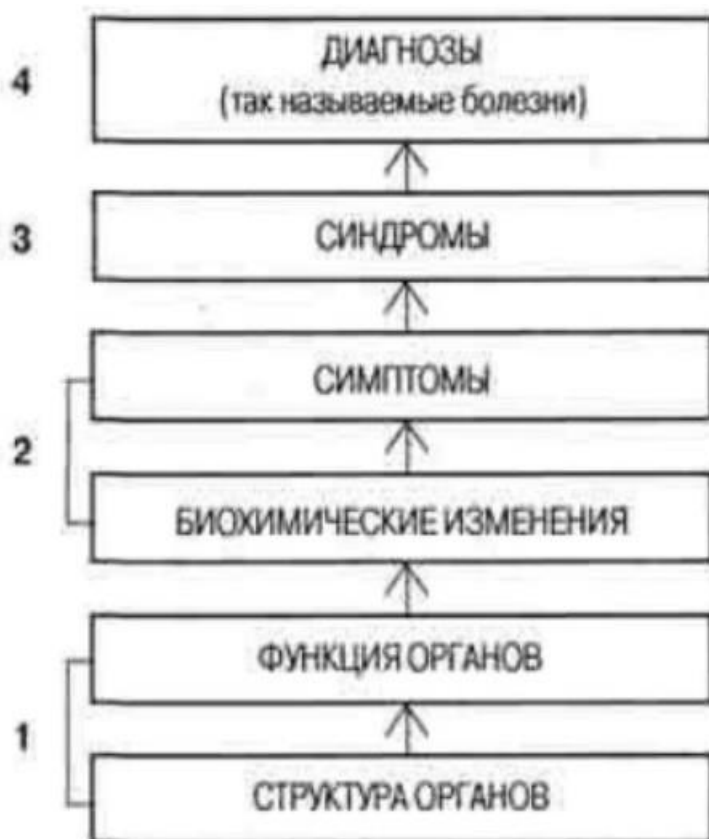 4
ДИАГНОЗЫ
(так называемые болезни)
3
СИНДРОМЫ
СИМПТОМЫ
2
БИОХИМИЧЕСКИЕ ИЗМЕНЕНИЯ
ФУНКЦИЯ ОРГАНОВ
1
СТРУКТУРА ОРГАНОВ